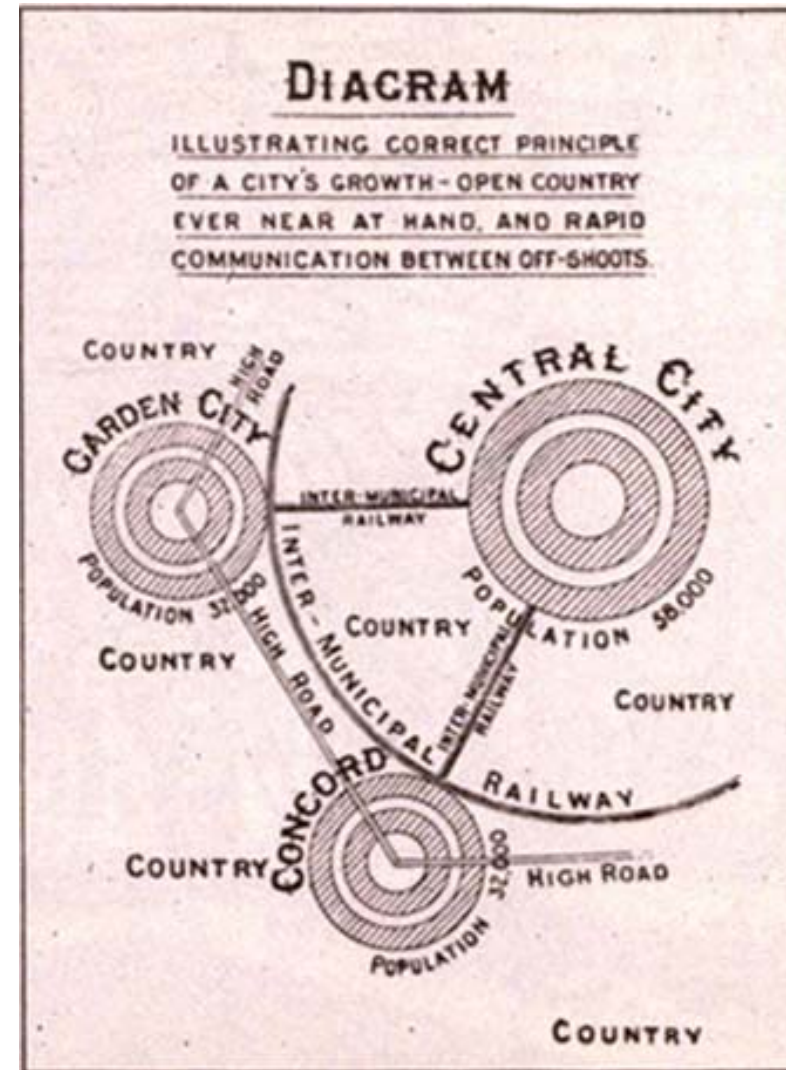 DIAGRAM
ILLUSTRATING CORRECT PRINCIPLE
OF A CITY'S GROWTH - OPEN COUNTRY
EVER NEAR AT HAND, AND RAPID
COMMUNICATION BETWEEN OFF-SHOOTS.
COUNTRY
HIGH
ROAD
GARDEN CITY
POPULATION 32,000
CENTRAL CITY
POPULATION 58,000
INTER-MUNICIPAL
RAILWAY
INTER-MUNICIPAL RAILWAY
COUNTRY
HIGH ROAD
COUNTRY
INTER-MUNICIPAL
RAILWAY
COUNTRY
CONCORD
POPULATION 32,000
COUNTRY
HIGH ROAD
COUNTRY